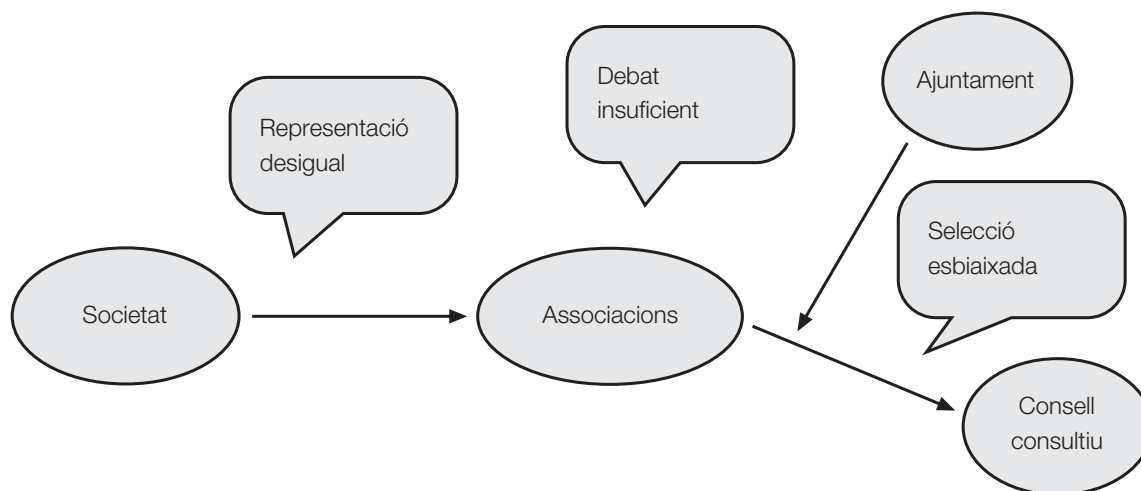 Debat
insuficient
Ajuntament
Representació
desigual
Selecció
esbiaixada
Societat
Associacions
Consell
consultiu